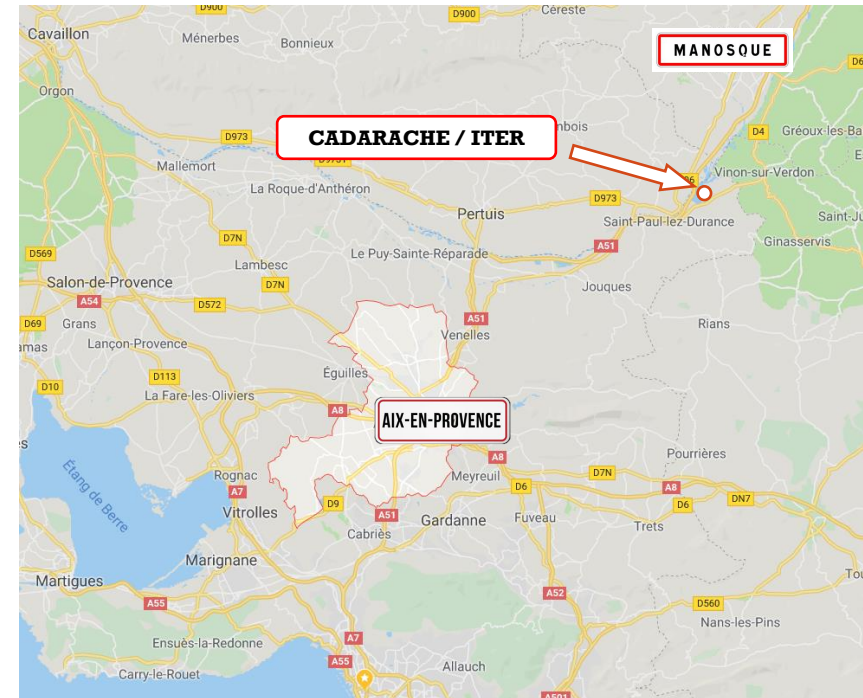 D900
D900
Céreste
Cavaillon
Ménerbes
Bonnieux
MANOSQUE
Orgon
D4
Gréoux-les-Ba
D973
CADARACHE / ITER
Mallemort
Vinon-sur-Verdon
La Roque-d'Anthéron
D973
Pertuis
Saint-Paul-lez-Durance
D7N
A51
Ginasservis
D569
Le Puy-Sainte-Réparade
Lambesc
Salon-de-Provence
D7N
Jouques
A54
D572
D69
Grans
A51
Rians
Venelles
Lançon-Provence
Éguilles
D113
D10
La Fare-les-Oliviers
A8
AIX-EN-PROVENCE
Pourrières
A8
Étang de Berre
Rognac
Meyreuil
D7N
A7
D6
A8
Vitrolles
D9
DN7
D6
A51
Gardanne
Fuveau
Trets
Cabriès
Marignane
Martigues
A52
A55
D560
Nans-les-Pins
Ensuès-la-Redonne
A7
A55
Allauch
Carry-le-Rouet
A501